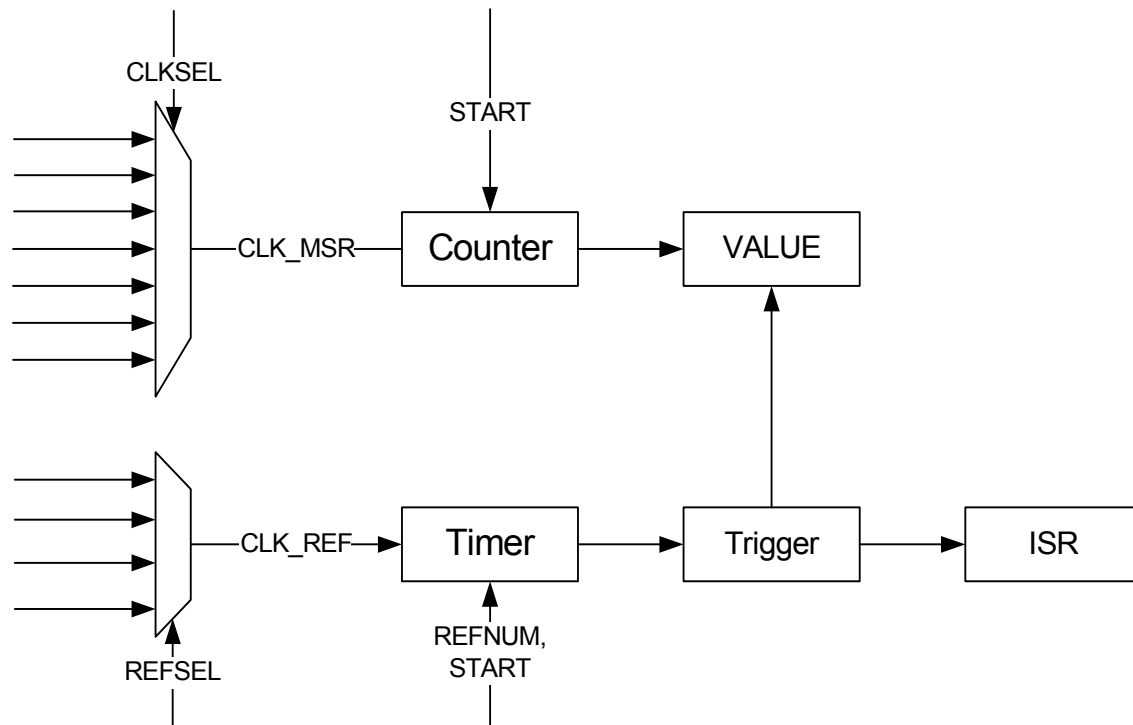 CLKSEL
START
CLK_MSR
Counter
VALUE
CLK_REF
Timer
Trigger
ISR
REFSEL
REFNUM,
START